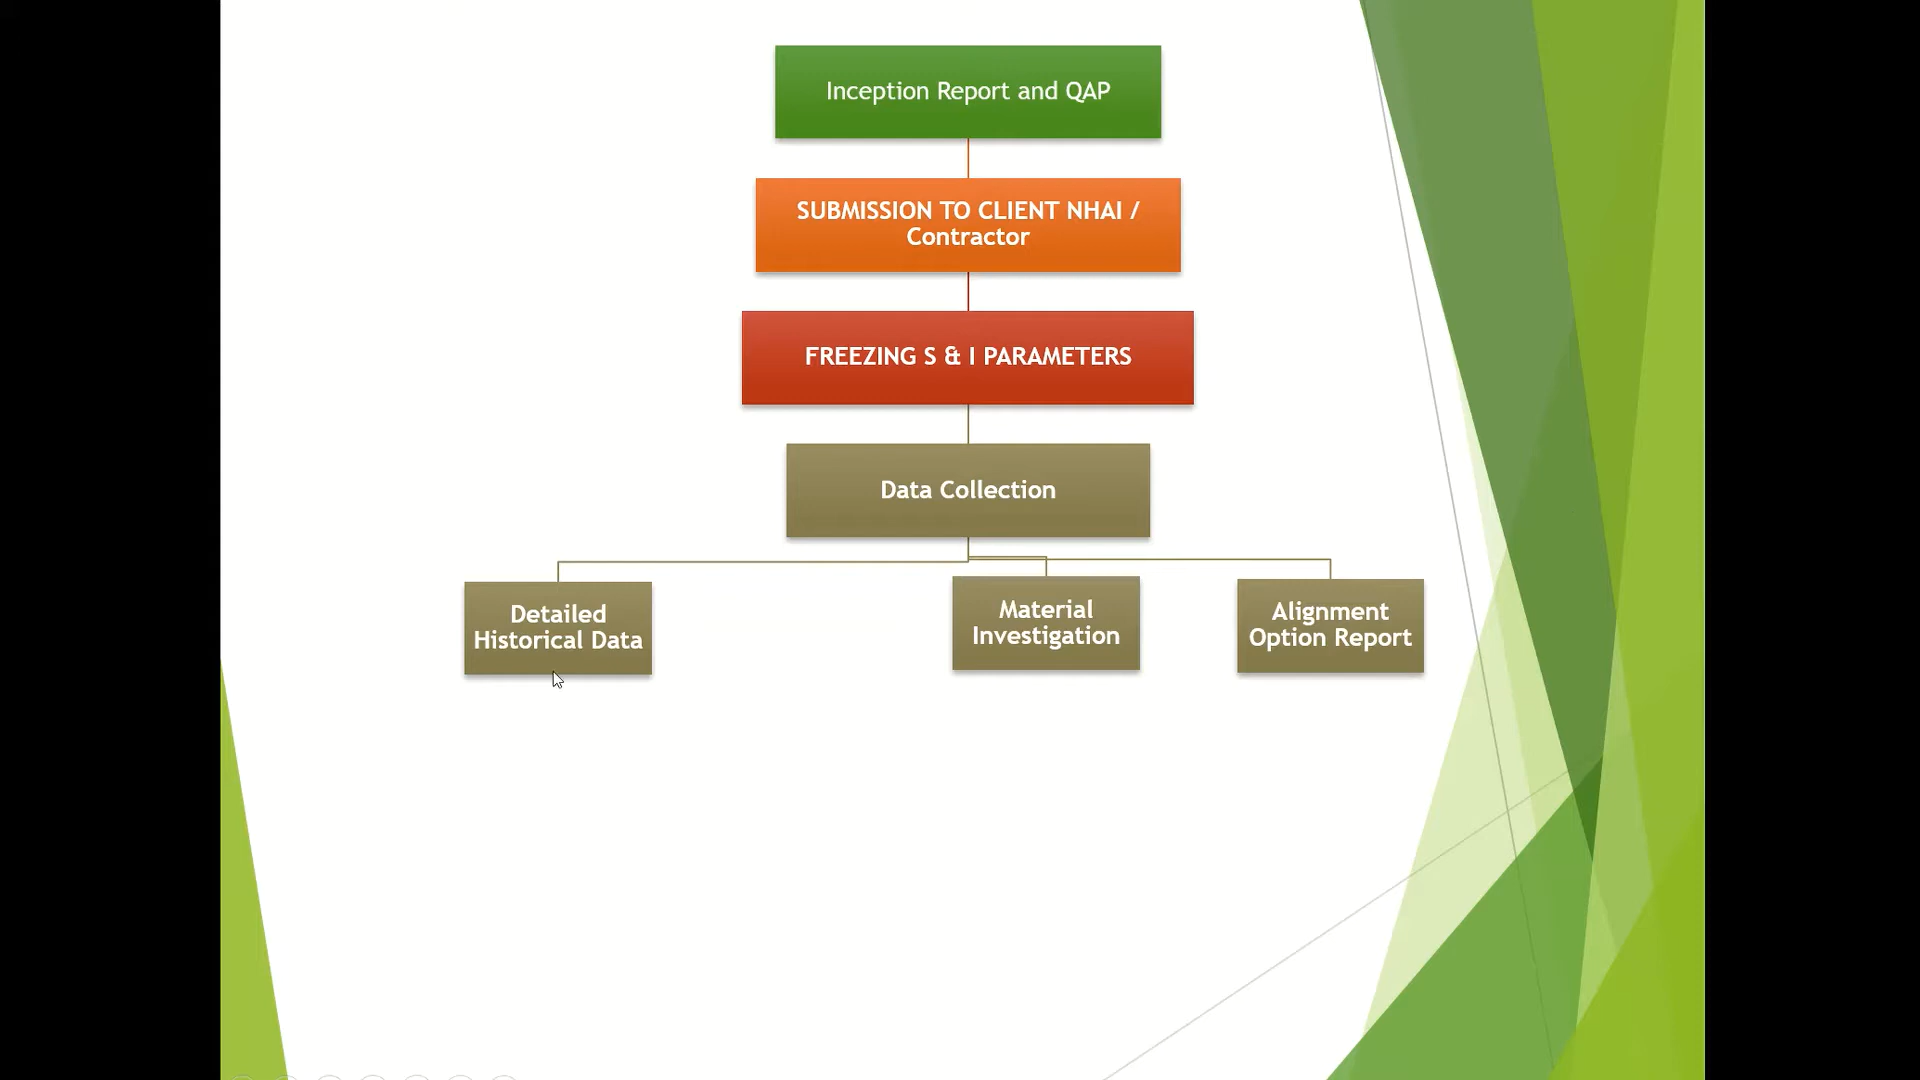 Inception Report and QAP
SUBMISSION TO CLIENT NHAI /
Contractor
FREEZING S & I PARAMETERS
Data Collection
Detailed
Historical Data
Material
Investigation
Alignment
Option Report